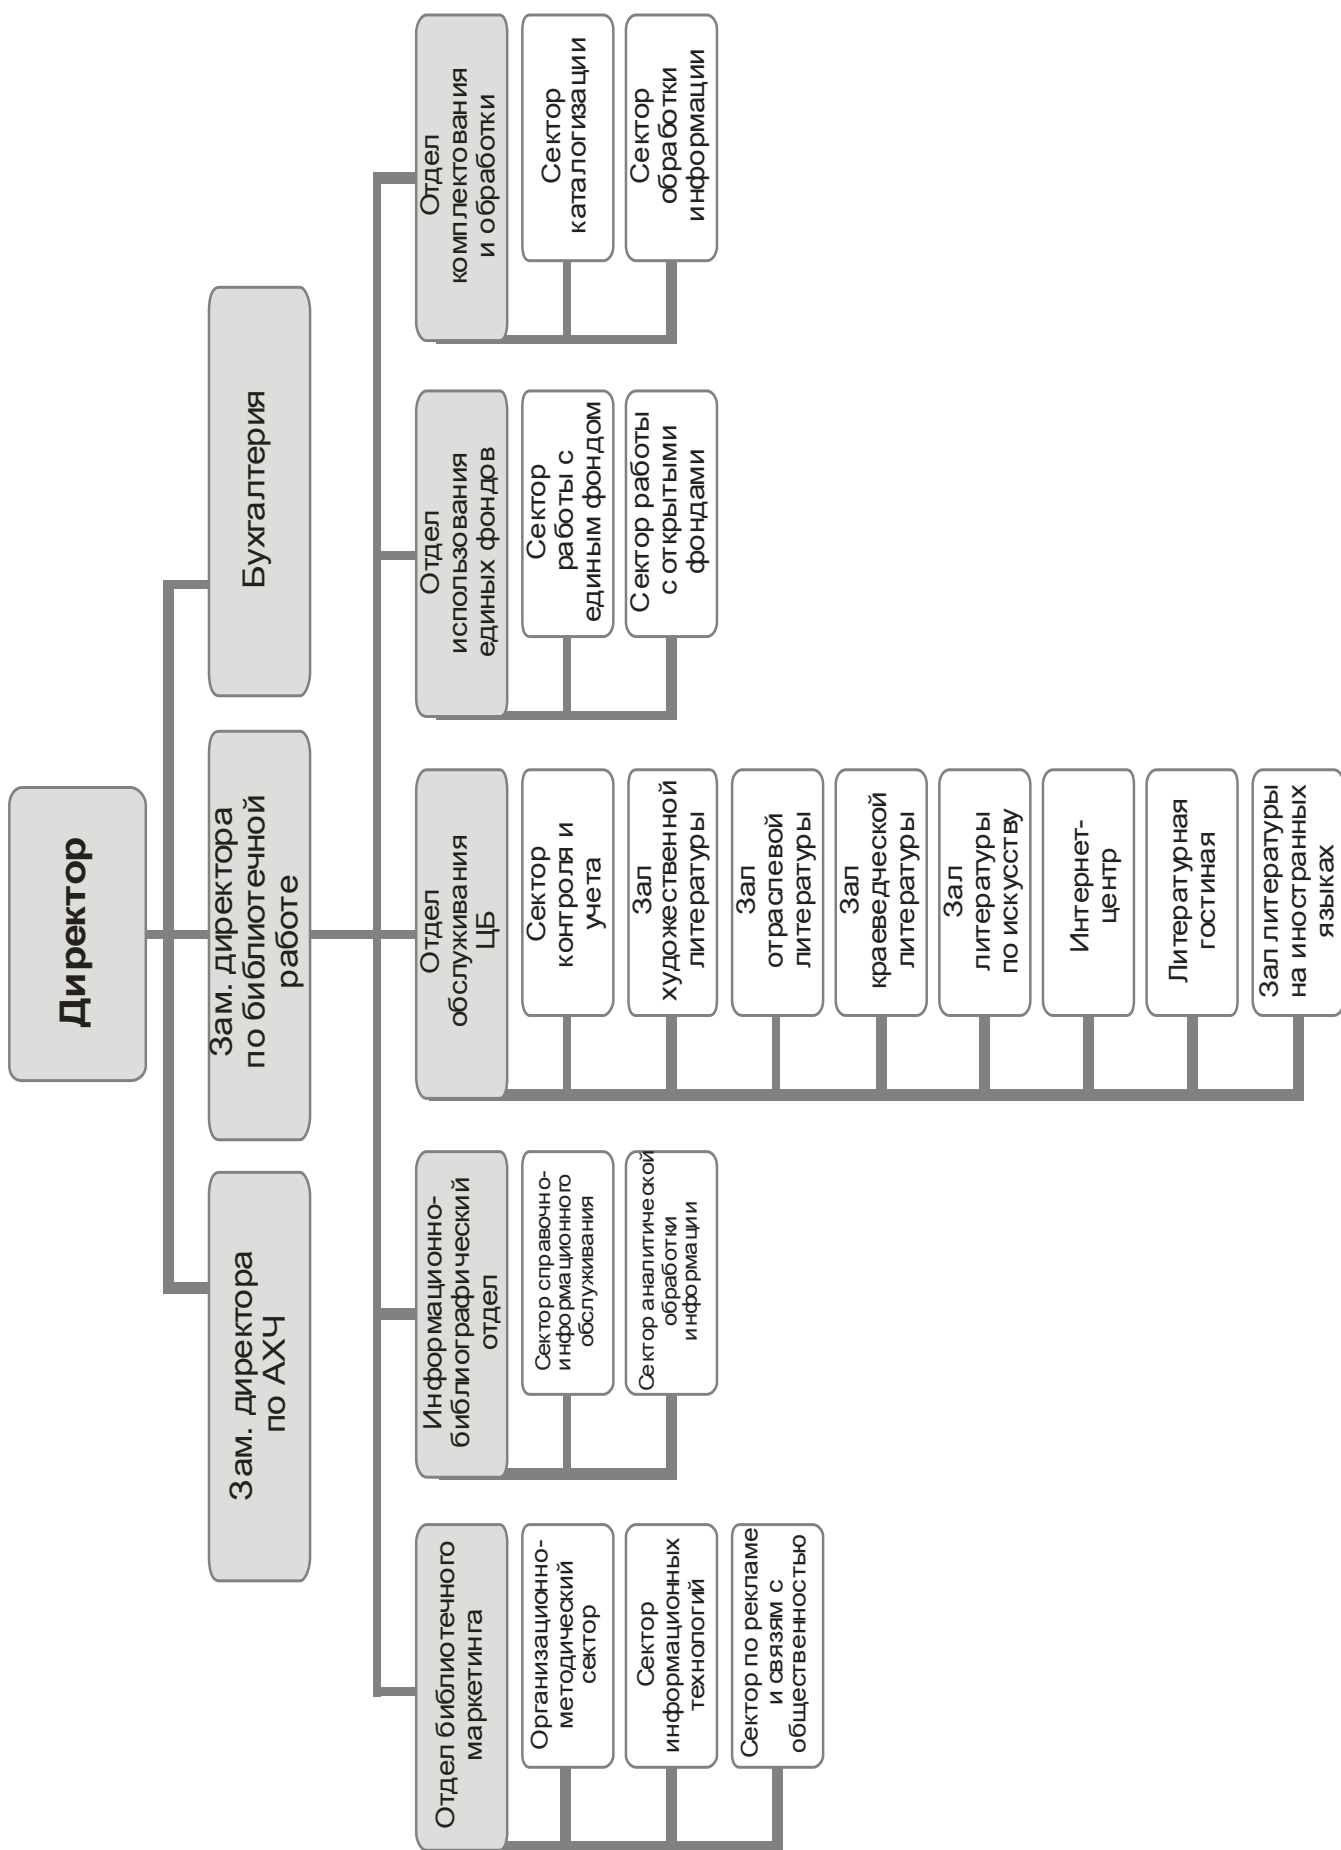 Директор
Зам. директора
по АХЧ
Зам. директора
по библиотечной
работе
Бухгалтерия
Отдел библиотечного
маркетинга
Организационно-
методический
сектор
Сектор
информационных
технологий
Сектор по рекламе
и связям с
общественностью
Информационно-
библиографический
отдел
Сектор справочно-
информационного
обслуживания
Сектор аналитической
обработки
информации
Отдел
обслуживания
ЦБ
Сектор
контроля и
учета
Зал
художественной
литературы
Зал
отраслевой
литературы
Зал
краеведческой
литературы
Зал
литературы
по искусству
Интернет-
центр
Литературная
гостиная
Зал литературы
на иностранных
языках
Отдел
использования
единых фондов
Сектор
работы с
единым фондом
Сектор работы
с открытыми
фондами
Отдел
комплектования
и обработки
Сектор
каталогизации
Сектор
обработки
информации